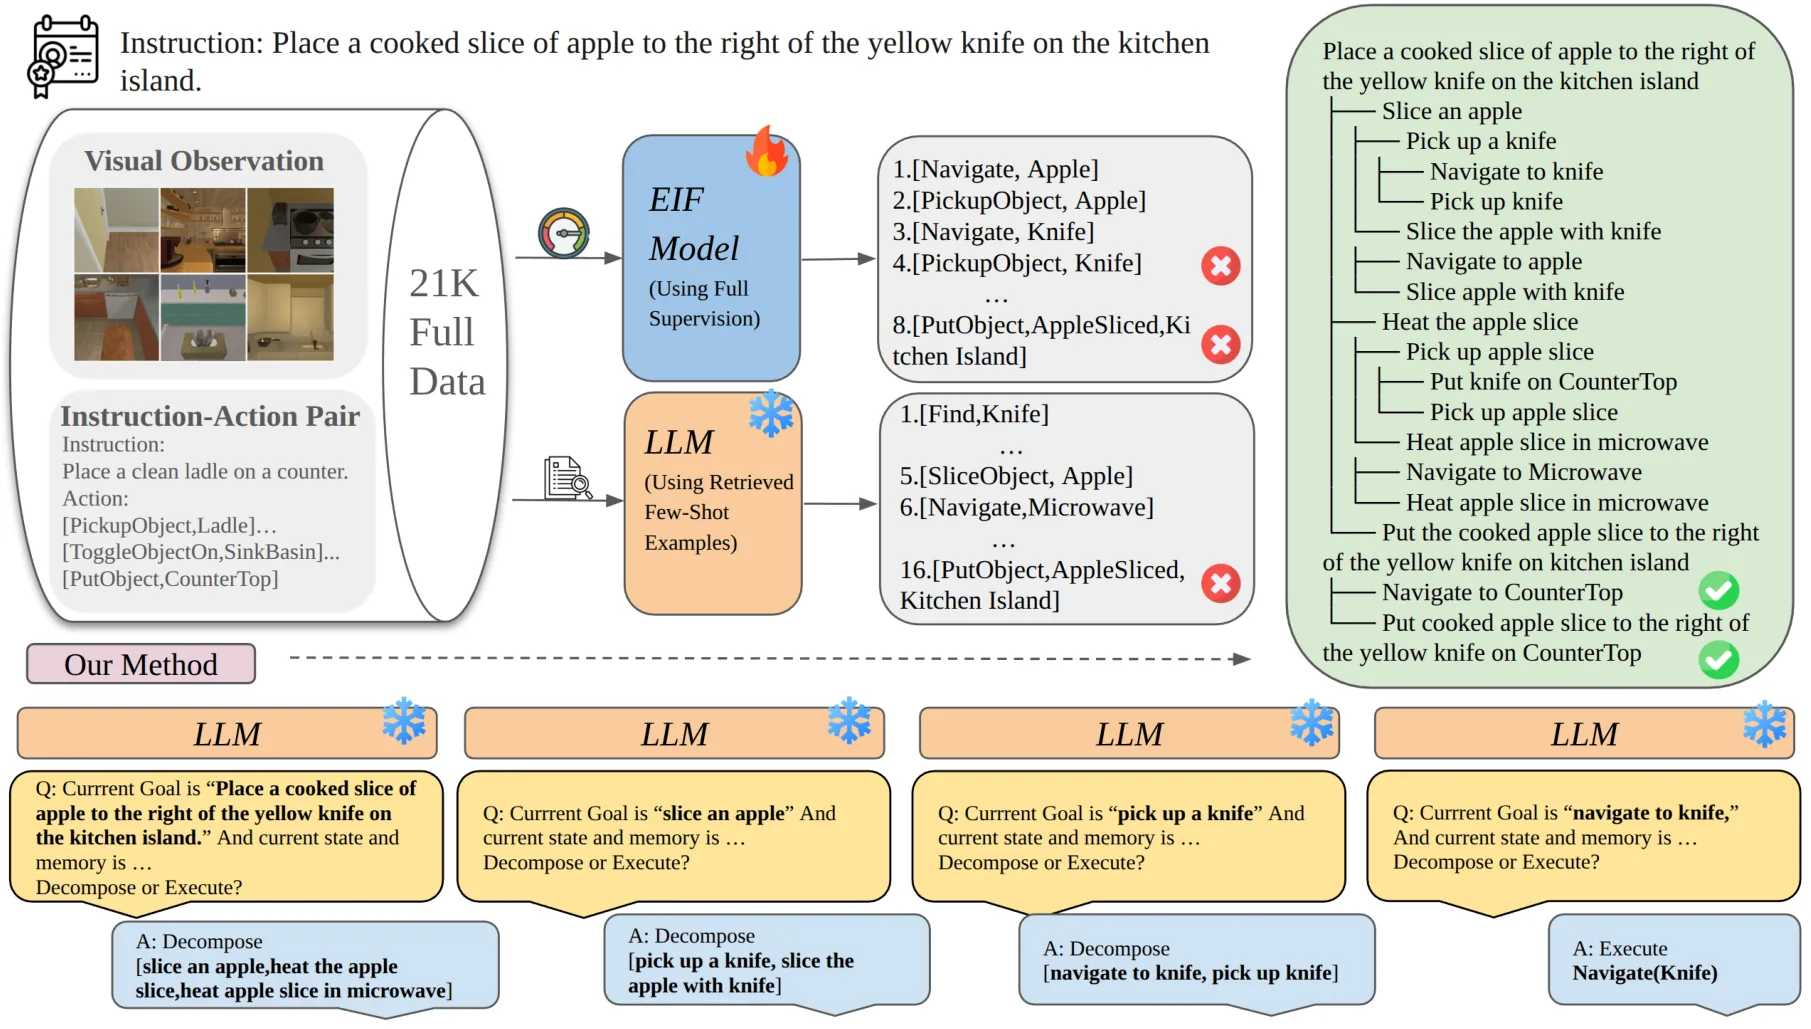 Instruction: Place a cooked slice of apple to the right of the yellow knife on the kitchen
island.
Visual Observation
Instruction-Action Pair
Instruction:
Place a clean ladle on a counter.
Action:
[PickupObject,Ladle]…
[ToggleObjectOn,SinkBasin]...
[PutObject,CounterTop]
21K
Full
Data
EIF
Model
(Using Full
Supervision)
1.[Navigate, Apple]
2.[PickupObject, Apple]
3.[Navigate, Knife]
4.[PickupObject, Knife]
…
8.[PutObject,AppleSliced,Ki
tchen Island]
LLM
(Using Retrieved
Few-Shot
Examples)
1.[Find,Knife]
…
5.[SliceObject, Apple]
6.[Navigate,Microwave]
…
16.[PutObject,AppleSliced,
Kitchen Island]
Place a cooked slice of apple to the right of
the yellow knife on the kitchen island
Slice an apple
Pick up a knife
Navigate to knife
Pick up knife
Slice the apple with knife
Navigate to apple
Slice apple with knife
Heat the apple slice
Pick up apple slice
Put knife on CounterTop
Pick up apple slice
Heat apple slice in microwave
Navigate to Microwave
Heat apple slice in microwave
Put the cooked apple slice to the right
of the yellow knife on kitchen island
Navigate to CounterTop
Put cooked apple slice to the right of
the yellow knife on CounterTop
Our Method
LLM
Q: Currrent Goal is “Place a cooked slice of
apple to the right of the yellow knife on
the kitchen island.” And current state and
memory is …
Decompose or Execute?
A: Decompose
[slice an apple,heat the apple
slice,heat apple slice in microwave]
LLM
Q: Currrent Goal is “slice an apple” And
current state and memory is …
Decompose or Execute?
A: Decompose
[pick up a knife, slice the
apple with knife]
LLM
Q: Currrent Goal is “pick up a knife” And
current state and memory is …
Decompose or Execute?
A: Decompose
[navigate to knife, pick up knife]
LLM
Q: Currrent Goal is “navigate to knife,”
And current state and memory is …
Decompose or Execute?
A: Execute
Navigate(Knife)